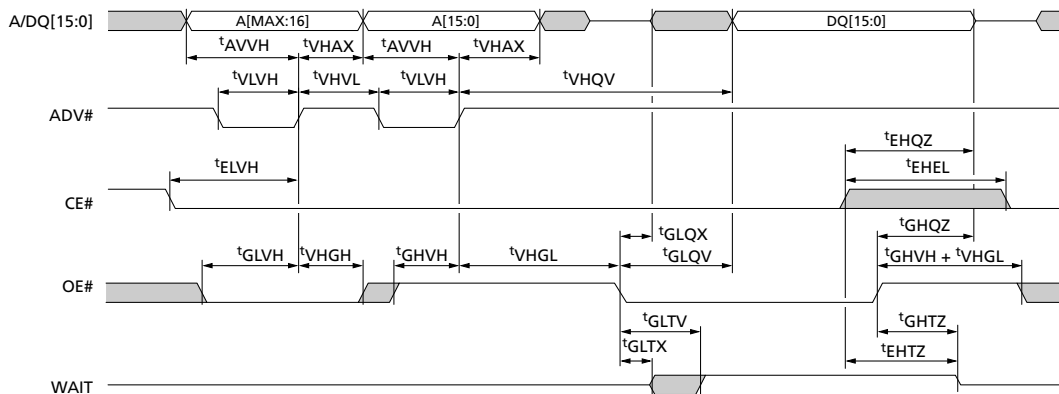 A/DQ[15:0] A[MAX:16] A[15:0] DQ[15:0]
tAVVH tVHAX tAVVH tVHAX
tVLVH tVHVL tVLVH tVHQV
ADV#
tEHQZ
tELVH tEHEL
CE#
tGLQX tGHQZ
tGLVH tVHGH tGHVH tVHGL tGLQV tGHVH + tVHGL
OE#
tGLTV tGHTZ
tGLTX tEHTZ
WAIT